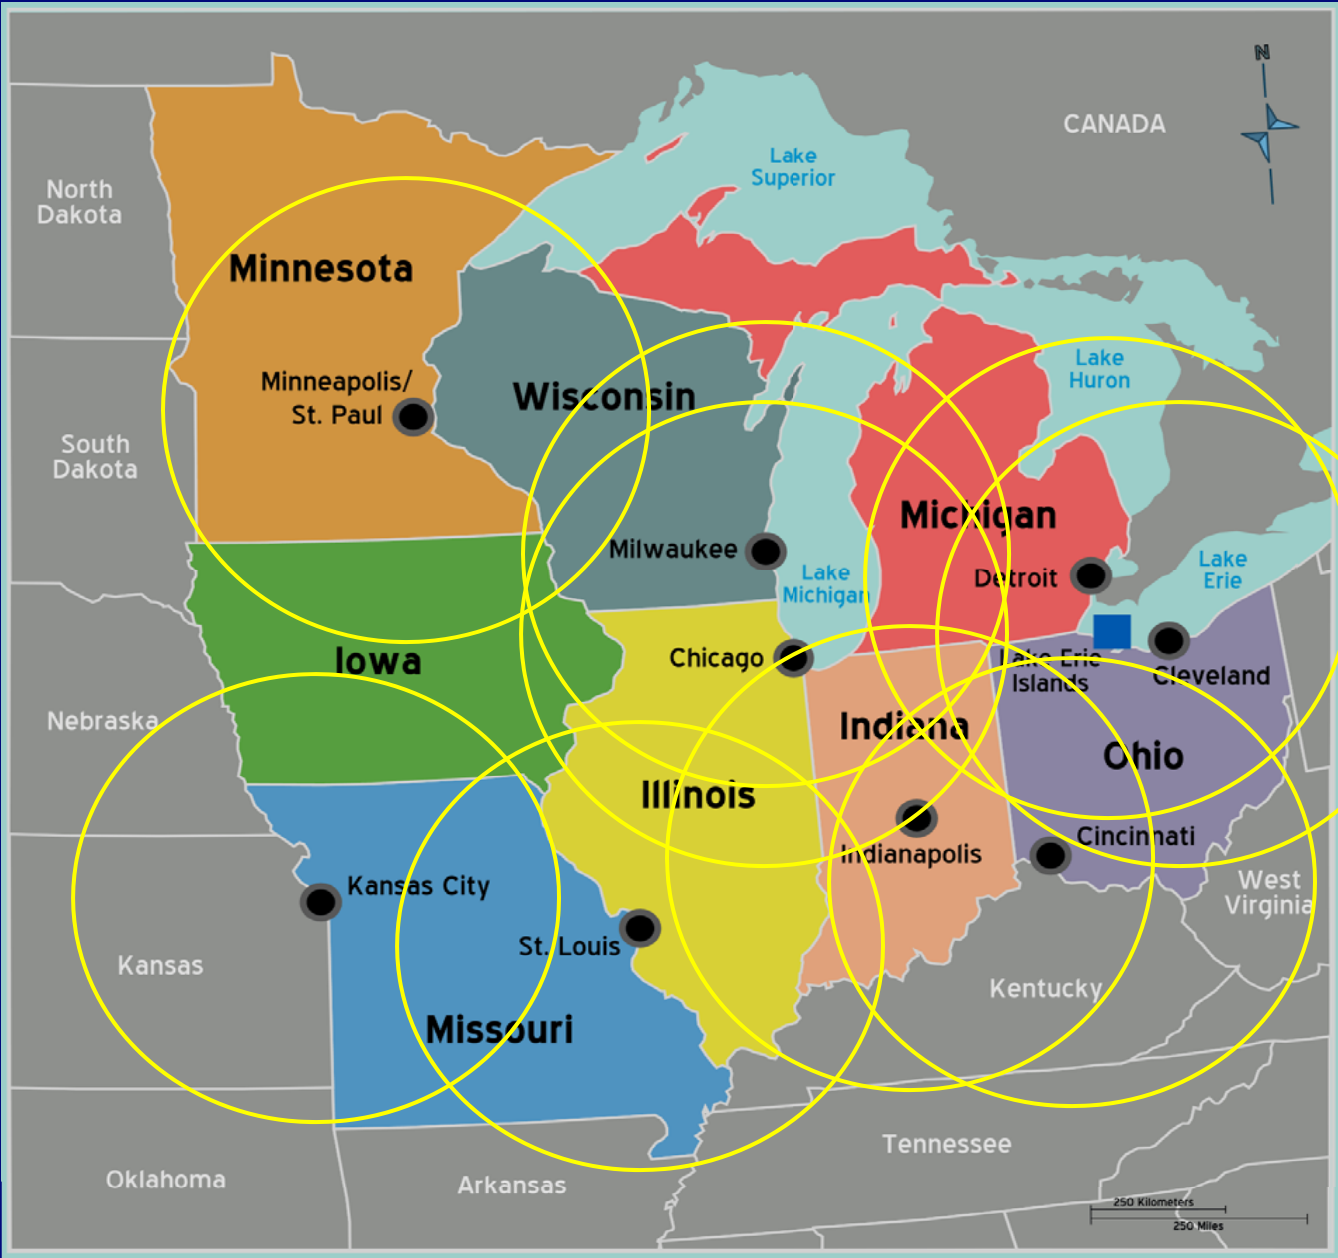 N
CANADA
Lake
Superior
North
Dakota
Minnesota
Lake
Huron
Minneapolis/
St. Paul
Wisconsin
South
Dakota
Michigan
Milwaukee
Lake
Michigan
Detroit
Lake
Erie
Iowa
Chicago
Lake Erie
Islands
Cleveland
Nebraska
Indiana
Ohio
Illinois
Cincinnati
Indianapolis
Kansas City
West
Virginia
St. Louis
Kansas
Kentucky
Missouri
Tennessee
Oklahoma
Arkansas
250 Kilometers
250 Miles